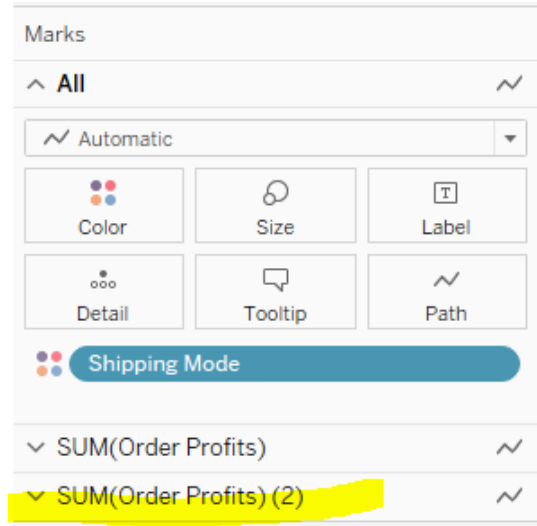 Marks
All
Automatic
Color Size Label
Detail Tooltip Path
Shipping Mode
SUM(Order Profits)
SUM(Order Profits) (2)